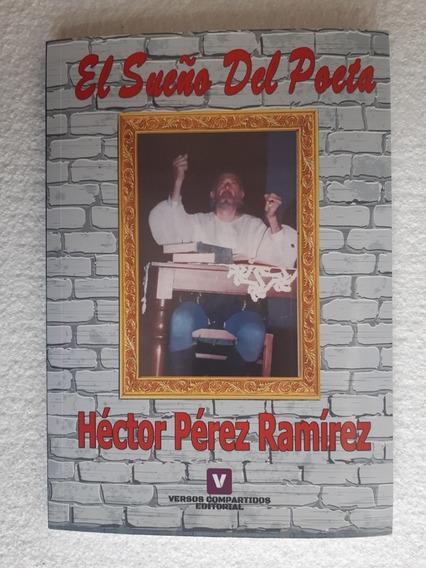 El Sueño Del Poeta
Héctor Pérez Ramírez
V
VERSOS COMPARTIDOS
EDITORIAL